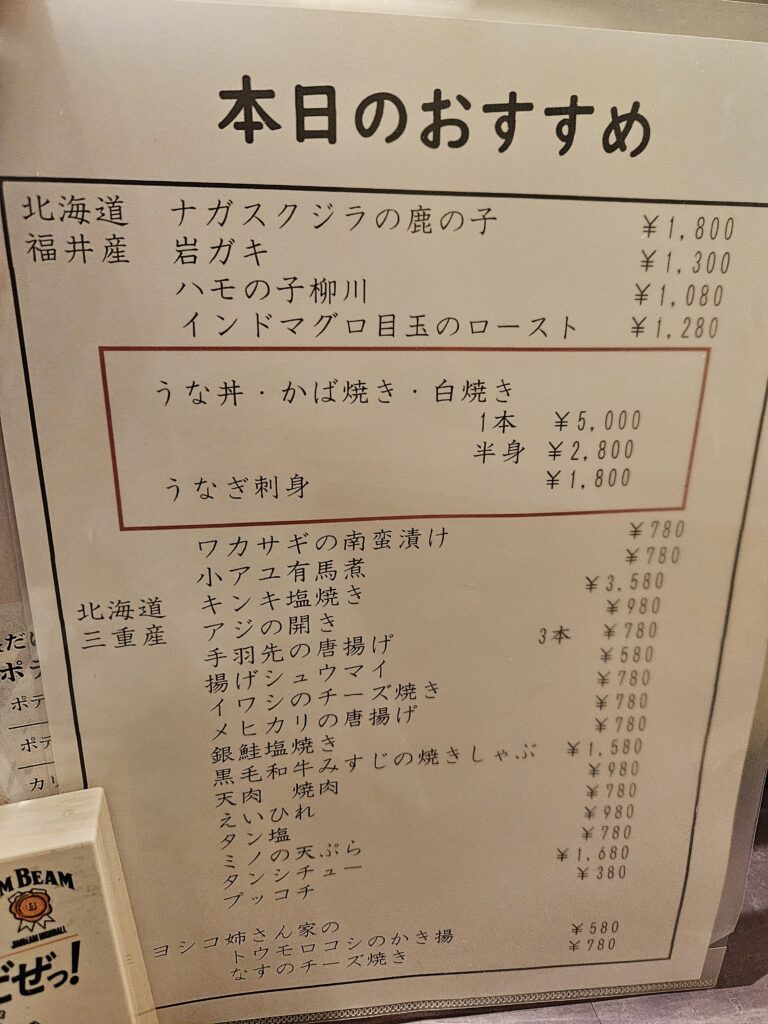 本日のおすすめ
北海道 ナガスクジラの鹿の子 ¥1,800
福井産 岩ガキ ¥1,300
ハモの子柳川 ¥1,080
インドマグロ目玉のロースト ¥1,280
うな丼・かば焼き・白焼き
1本 ¥5,000
半身 ¥2,800
うなぎ刺身 ¥1,800
ワカサギの南蛮漬け ¥780
小アユ有馬煮 ¥780
北海道 キンキ塩焼き ¥3,580
三重産 アジの開き ¥980
手羽先の唐揚げ 3本 ¥780
揚げシュウマイ ¥580
イワシのチーズ焼き ¥780
メヒカリの唐揚げ ¥780
銀鮭塩焼き ¥780
黒毛和牛みすじの焼きしゃぶ ¥1,580
天肉 焼肉 ¥980
えいひれ ¥780
タン塩 ¥980
ミノの天ぷら ¥780
タンシチュー ¥1,680
プッコチ ¥380
ヨシコ姉さん家の
トウモロコシのかき揚 ¥580
なすのチーズ焼き ¥780
ポテ
ポテ
カリ
M BEAM
JIM BEAM HIGHBALL
だぜっ!